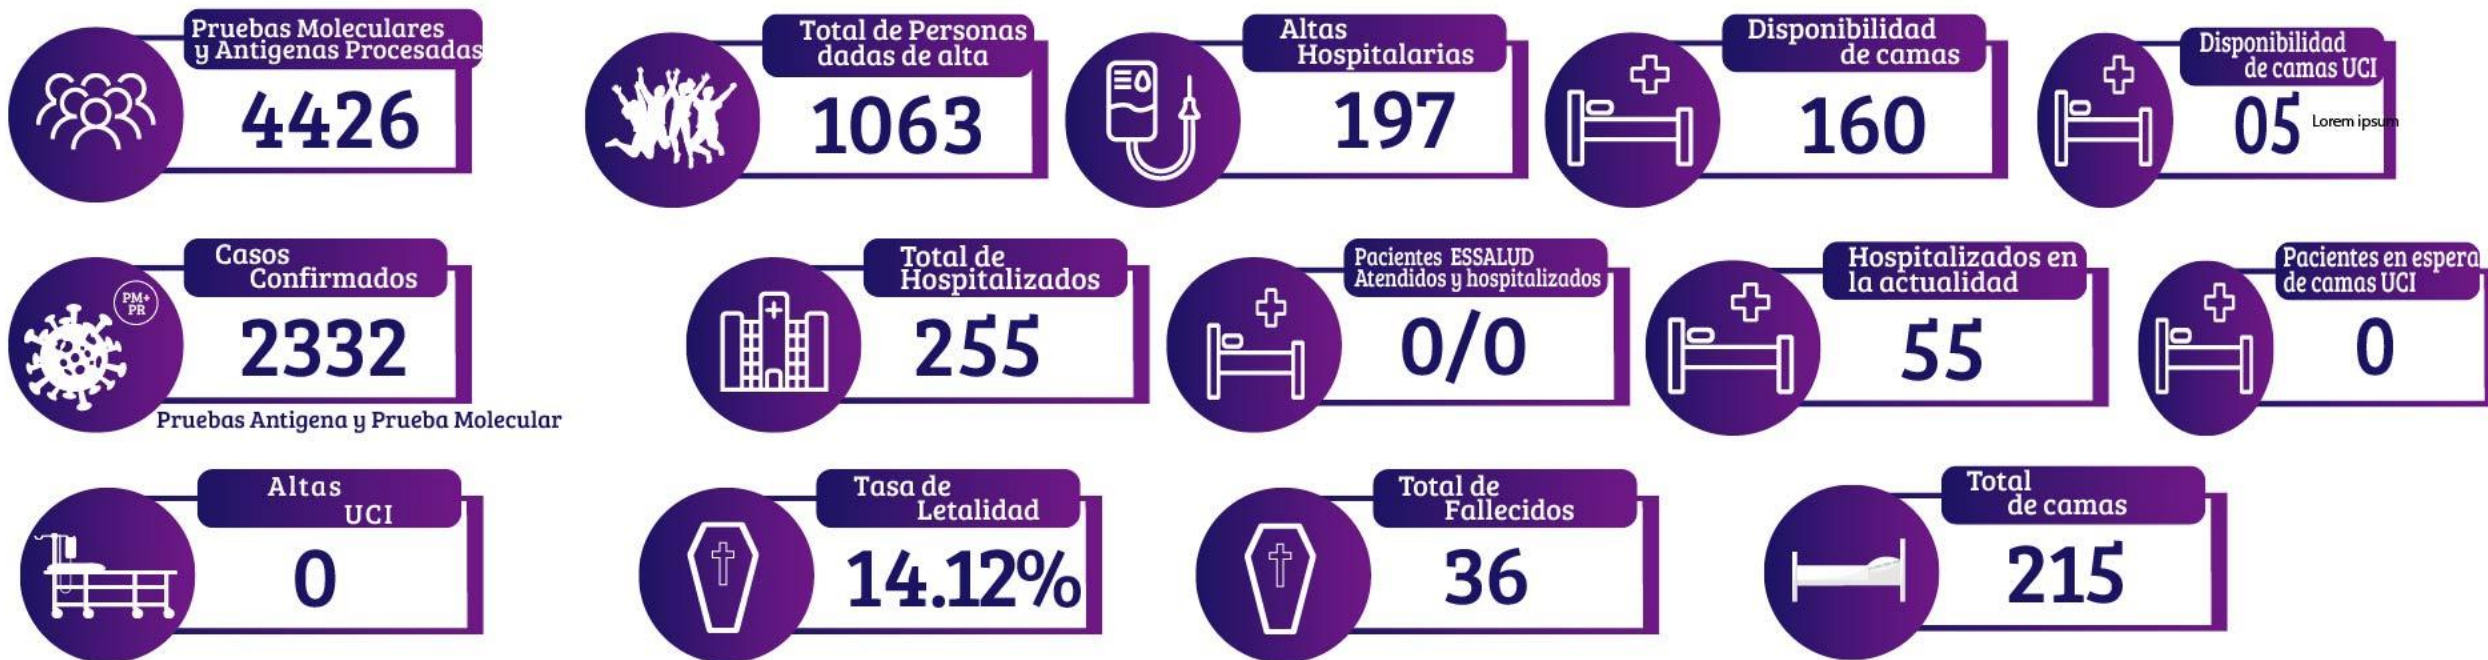 Pruebas Moleculares
y Antigenas Procesadas
4426
Total de Personas
dadas de alta
1063
Altas
Hospitalarias
197
Disponibilidad
de camas
160
Disponibilidad
de camas UCI
05
Lorem ipsum
Casos
Confirmados
PM+
PR
2332
Pruebas Antigena y Prueba Molecular
Total de
Hospitalizados
255
Pacientes ESSALUD
Atendidos y hospitalizados
0/0
Hospitalizados en
la actualidad
55
Pacientes en espera
de camas UCI
0
Altas
UCI
0
Tasa de
Letalidad
14.12%
Total de
Fallecidos
36
Total
de camas
215